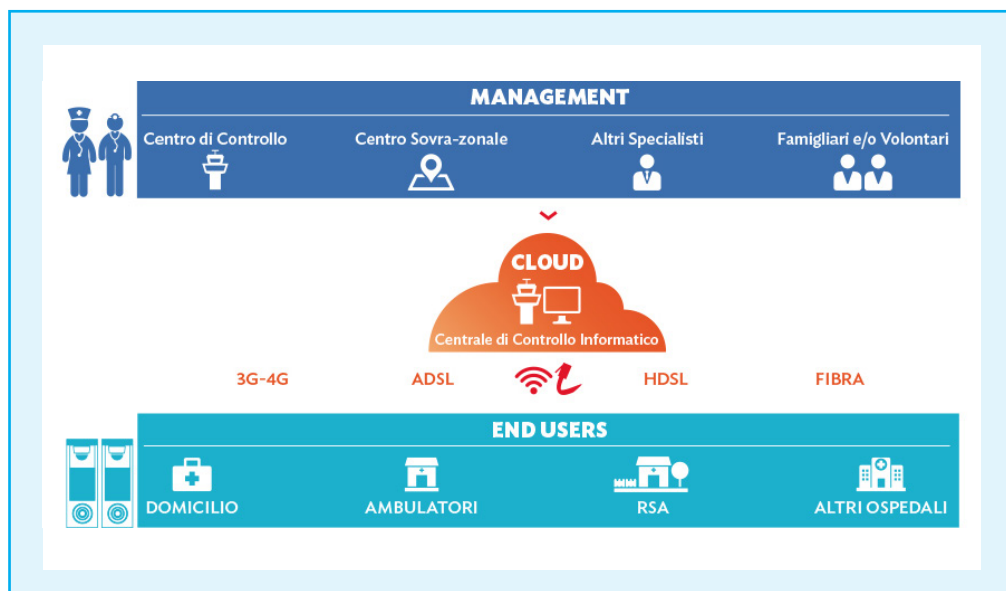 MANAGEMENT
Centro di Controllo
Centro Sovra-zonale
Altri Specialisti
Famigliari e/o Volontari
CLOUD
Centrale di Controllo Informatico
3G-4G
ADSL
HDSL
FIBRA
END USERS
DOMICILIO
AMBULATORI
RSA
ALTRI OSPEDALI